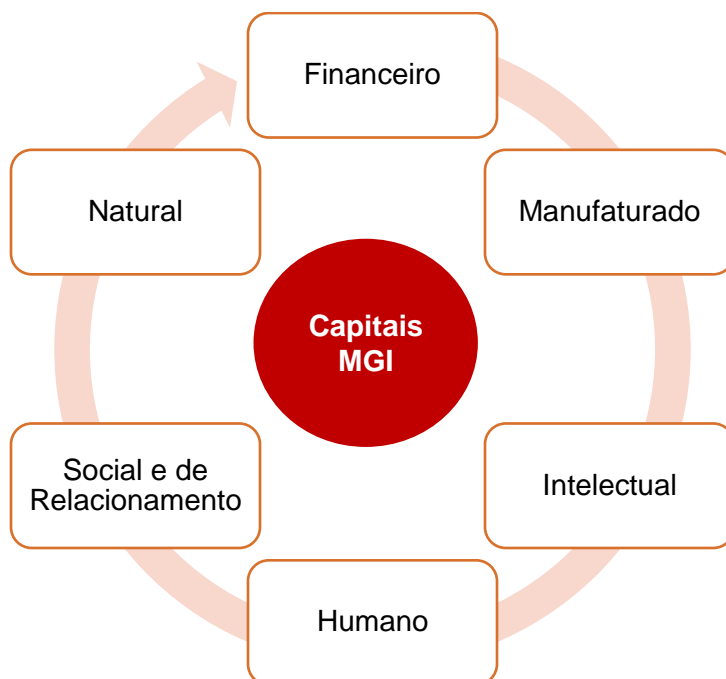 Financeiro
Natural
Manufaturado
Capitais
MGI
Social e de
Relacionamento
Intelectual
Humano